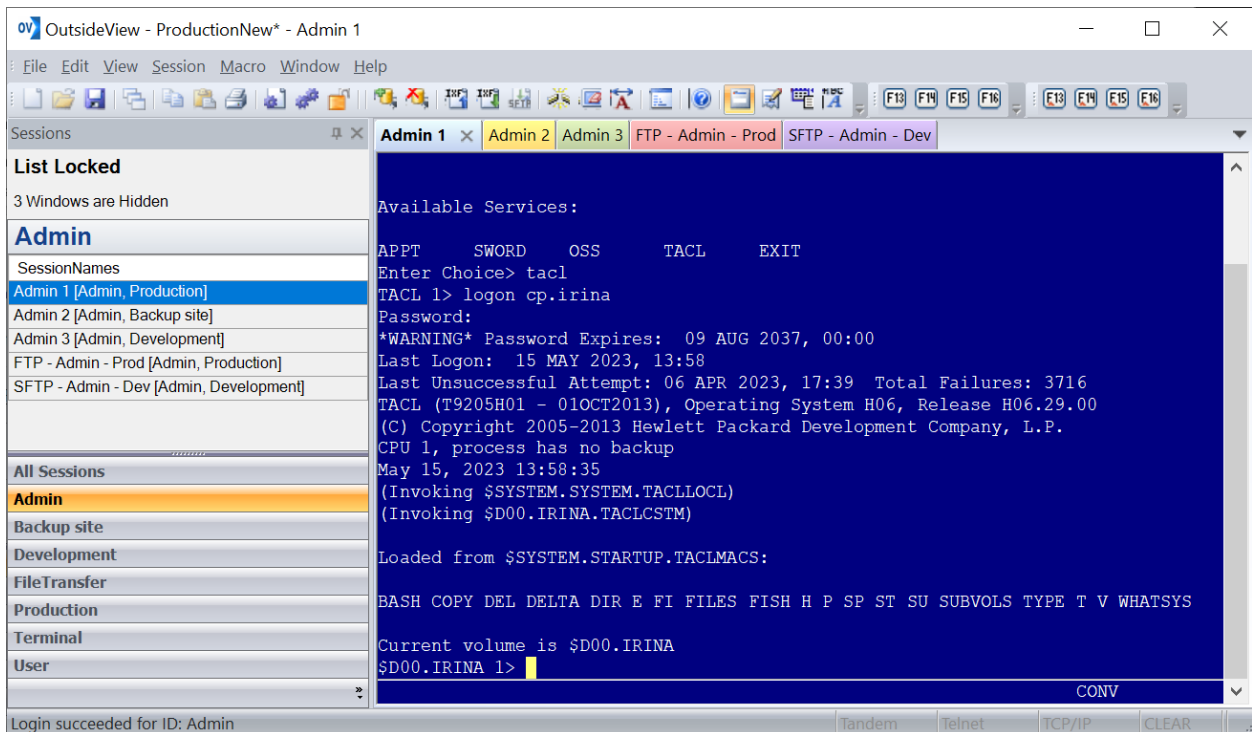 OutsideView - ProductionNew* - Admin 1
File Edit View Session Macro Window Help
F13 F14 F15 F16 F13 F14 F15 F16
Sessions
List Locked
3 Windows are Hidden
Admin
SessionNames
Admin 1 [Admin, Production]
Admin 2 [Admin, Backup site]
Admin 3 [Admin, Development]
FTP - Admin - Prod [Admin, Production]
SFTP - Admin - Dev [Admin, Development]
All Sessions
Admin
Backup site
Development
FileTransfer
Production
Terminal
User
Admin 1 Admin 2 Admin 3 FTP - Admin - Prod SFTP - Admin - Dev
Available Services:
APPT SWORD OSS TACL EXIT
Enter Choice> tacl
TACL 1> logon cp.irina
Password:
*WARNING* Password Expires: 09 AUG 2037, 00:00
Last Logon: 15 MAY 2023, 13:58
Last Unsuccessful Attempt: 06 APR 2023, 17:39 Total Failures: 3716
TACL (T9205H01 - 01OCT2013), Operating System H06, Release H06.29.00
(C) Copyright 2005-2013 Hewlett Packard Development Company, L.P.
CPU 1, process has no backup
May 15, 2023 13:58:35
(Invoking $SYSTEM.SYSTEM.TACLLOCL)
(Invoking $D00.IRINA.TACLCSTM)
Loaded from $SYSTEM.STARTUP.TACLMACS:
BASH COPY DEL DELTA DIR E FI FILES FISH H P SP ST SU SUBVOLS TYPE T V WHATSYS
Current volume is $D00.IRINA
$D00.IRINA 1>
CONV
Login succeeded for ID: Admin
Tandem Telnet TCP/IP CLEAR